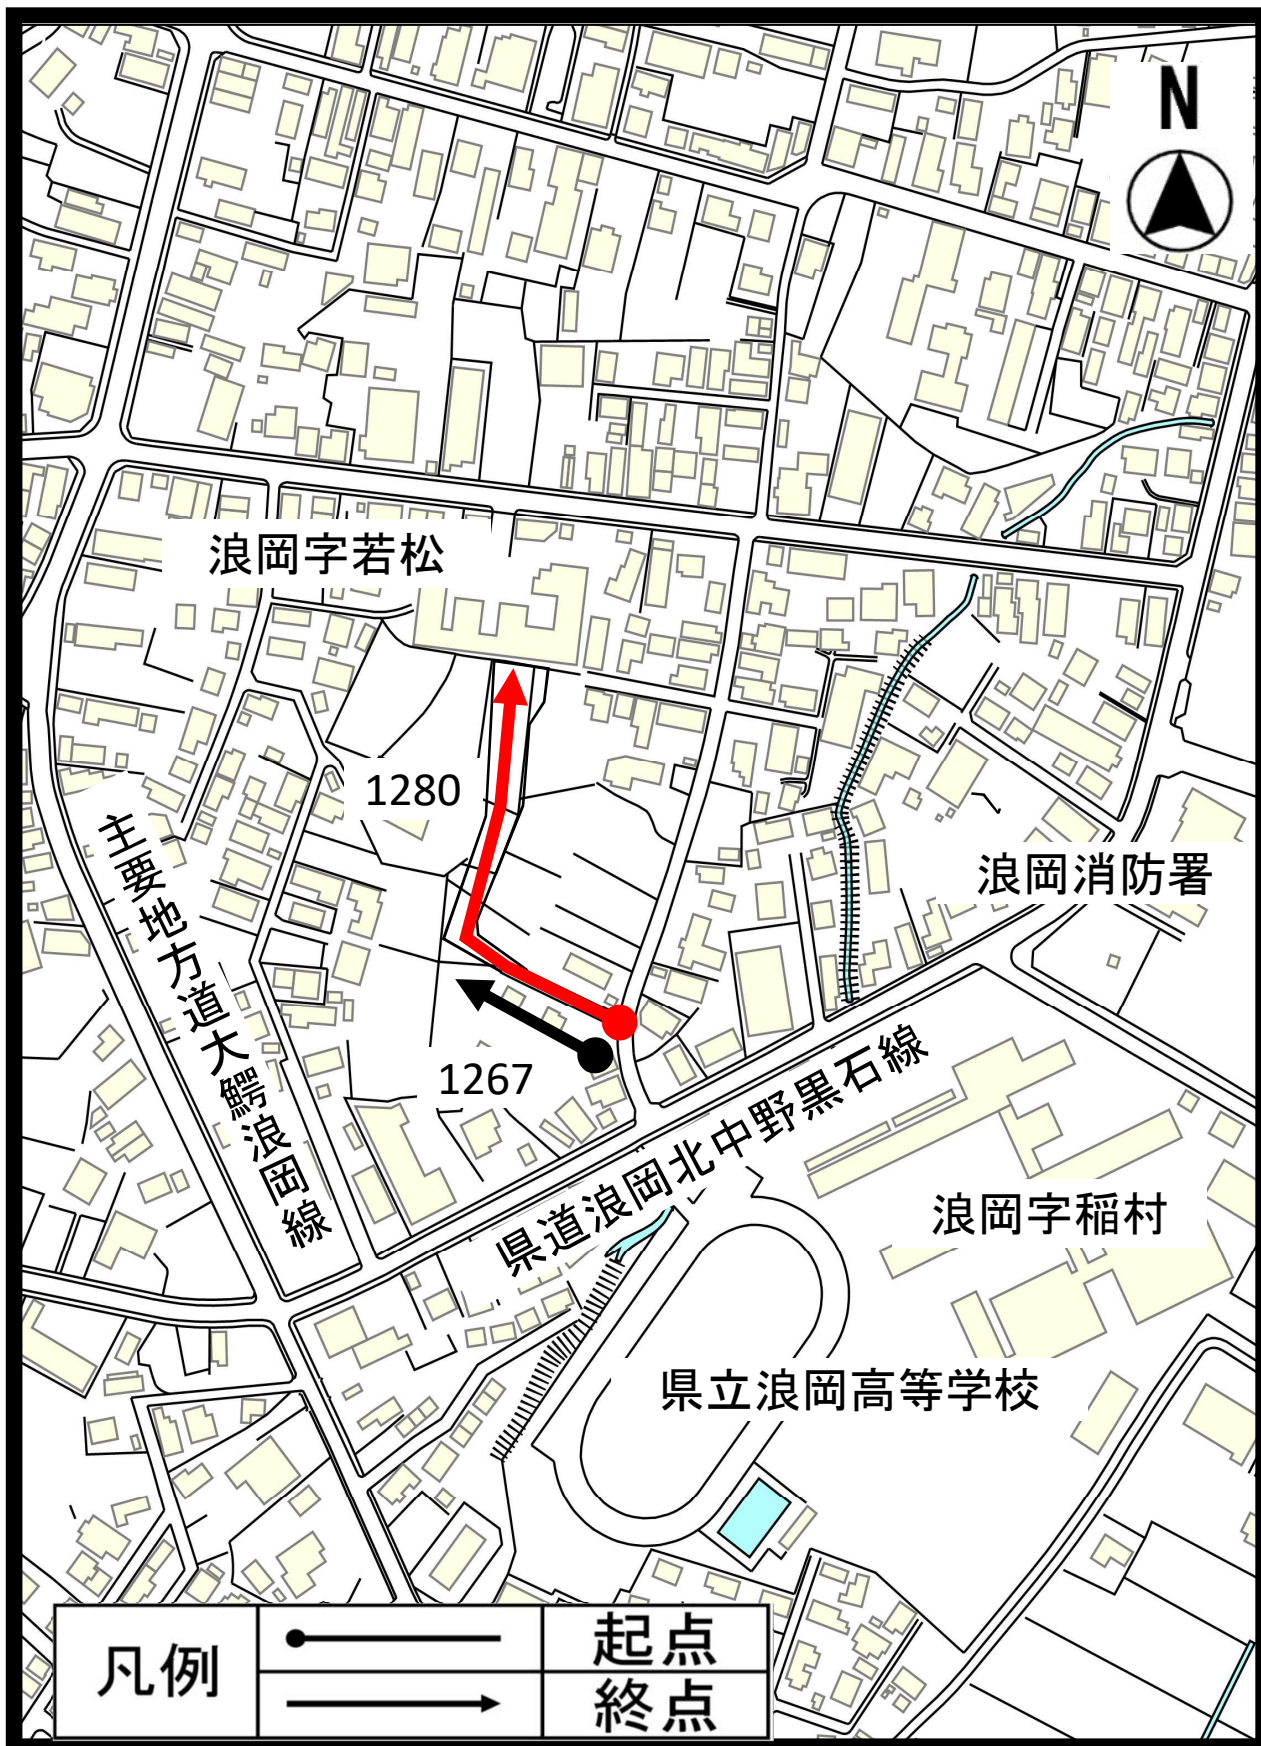 N
浪岡字若松
1280
主要地方道大鰐浪岡線
浪岡消防署
1267
県道浪岡北中野黒石線
浪岡字稲村
県立浪岡高等学校
凡例
起点
終点